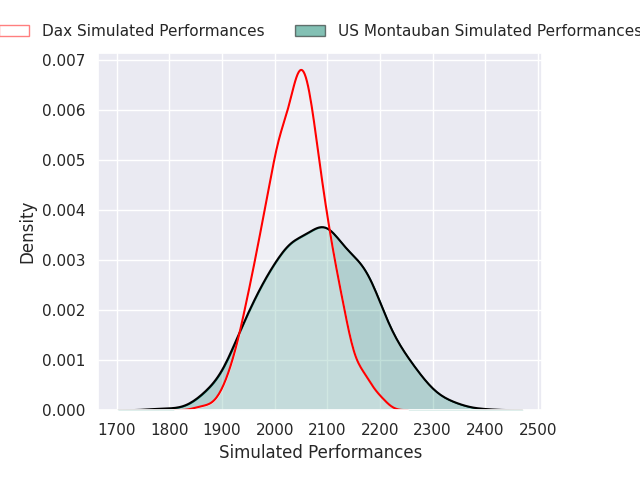 Dax Simulated Performances US Montauban Simulated Performances
0.007
0.006
0.005
0.004
0.003
0.002
0.001
0.000
Density
1700 1800 1900 2000 2100 2200 2300 2400 2500
Simulated Performances